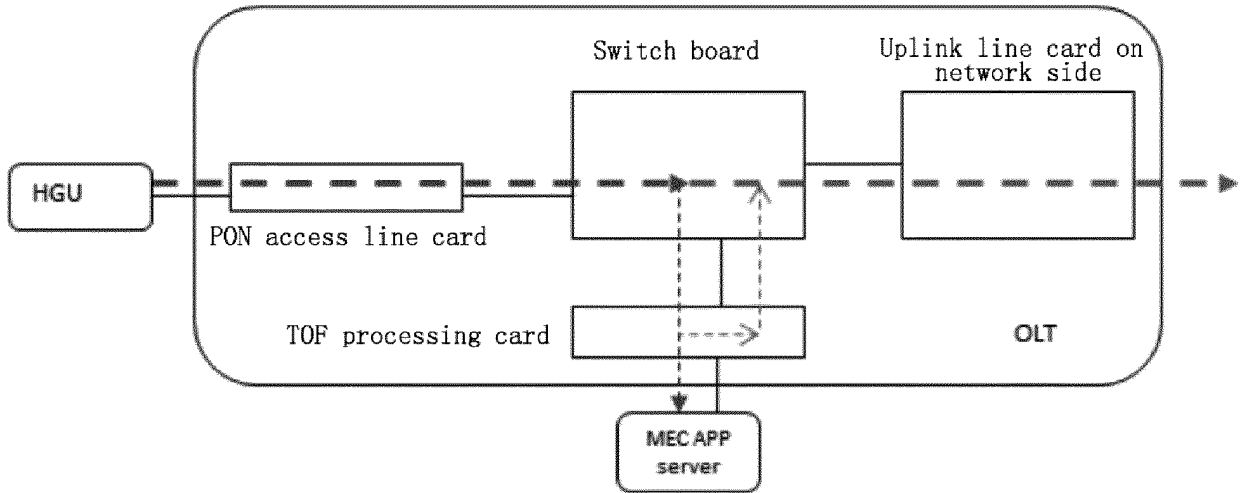 Switch board
Uplink line card on
network side
HGU
PON access line card
TOF processing card
OLT
MEC APP
server